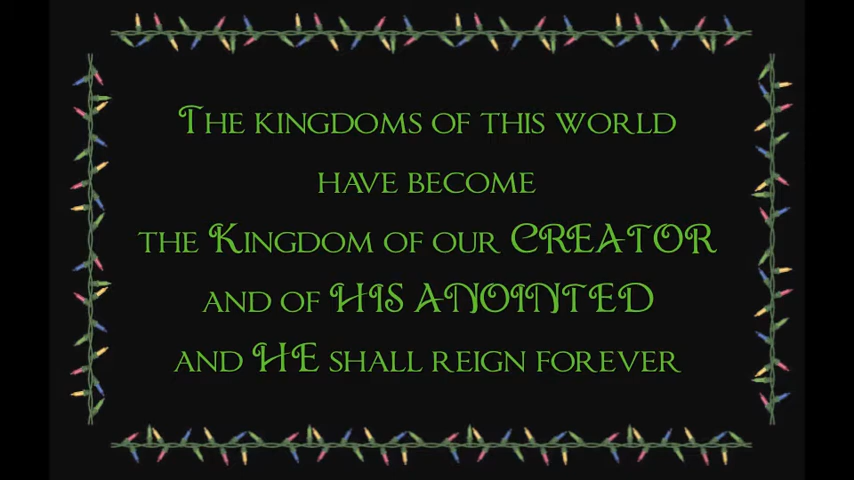 The kingdoms of this world
have become
the Kingdom of our CREATOR
and of HIS ANOINTED
and HE shall reign forever